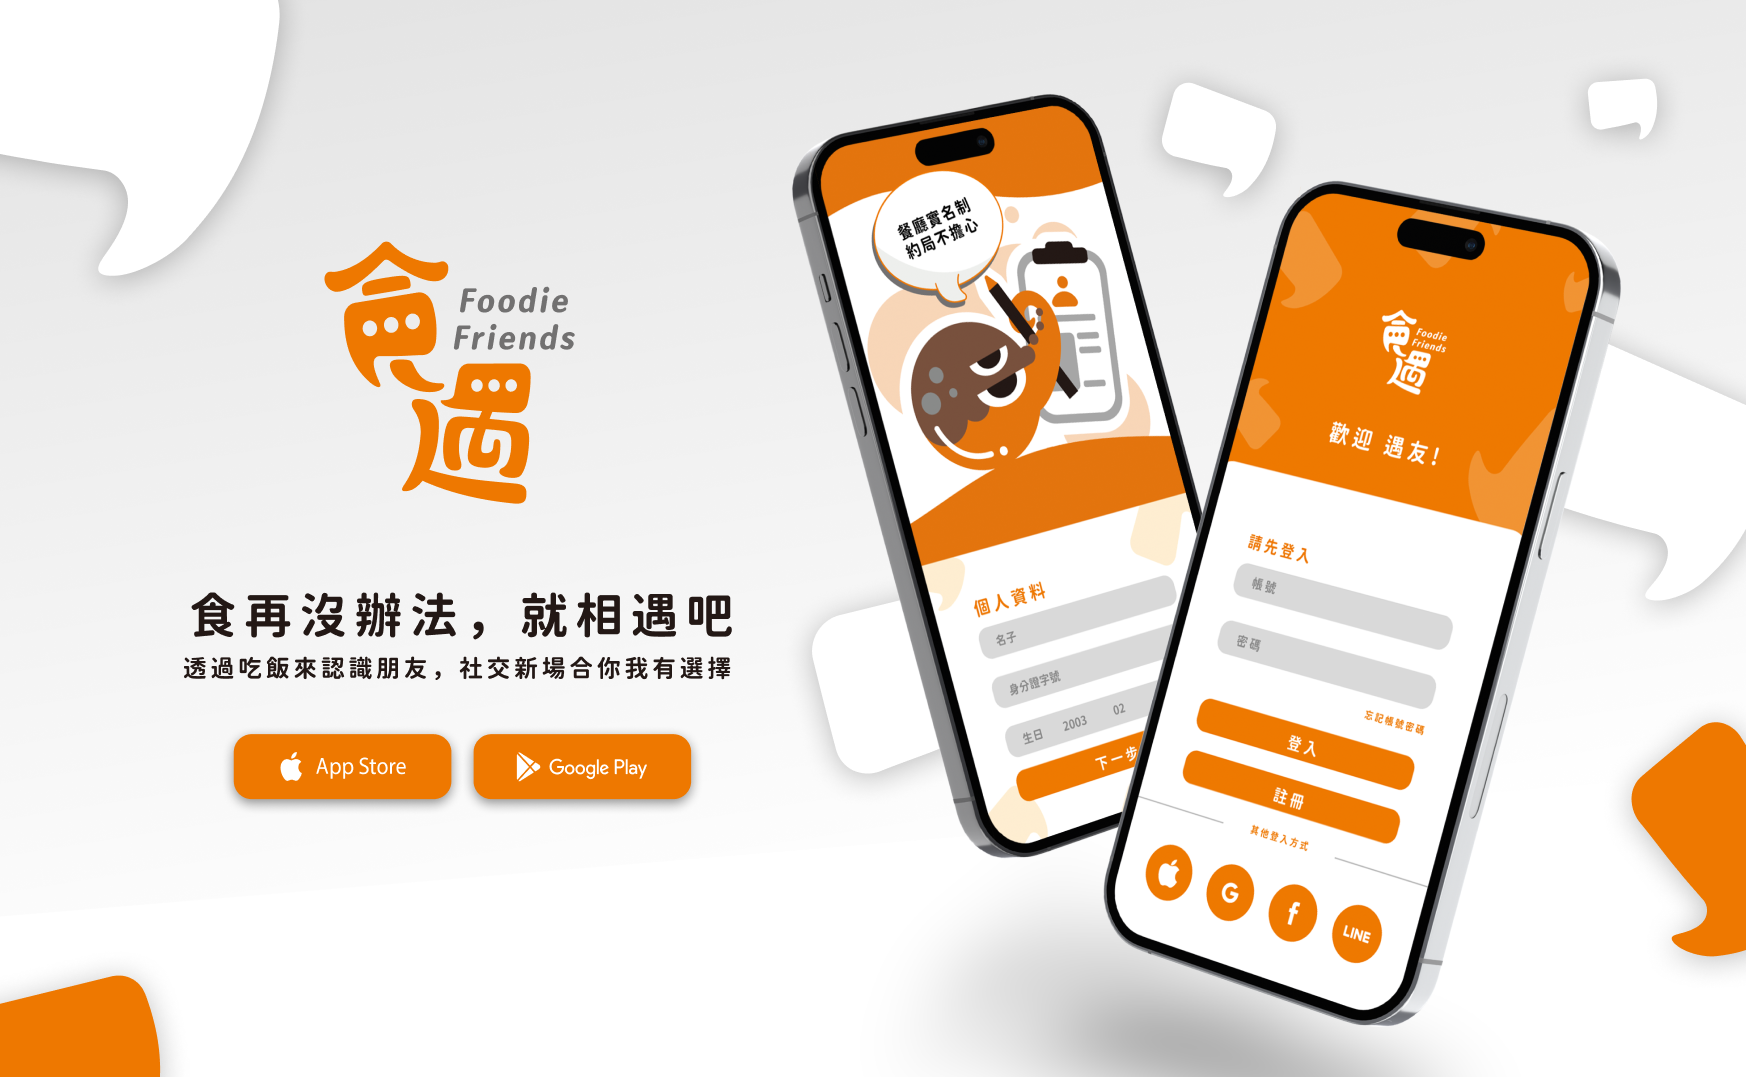 食遇
Foodie
Friends
食再沒辦法，就相遇吧
透過吃飯來認識朋友，社交新場合你我有選擇
App Store
Google Play
餐廳實名制
約局不擔心
個人資料
名子
身分證字號
生日 2003 02
下一步
食遇
Foodie
Friends
歡迎 遇友!
請先登入
帳號
密碼
忘記帳號密碼
登入
註冊
其他登入方式
G
f
LINE